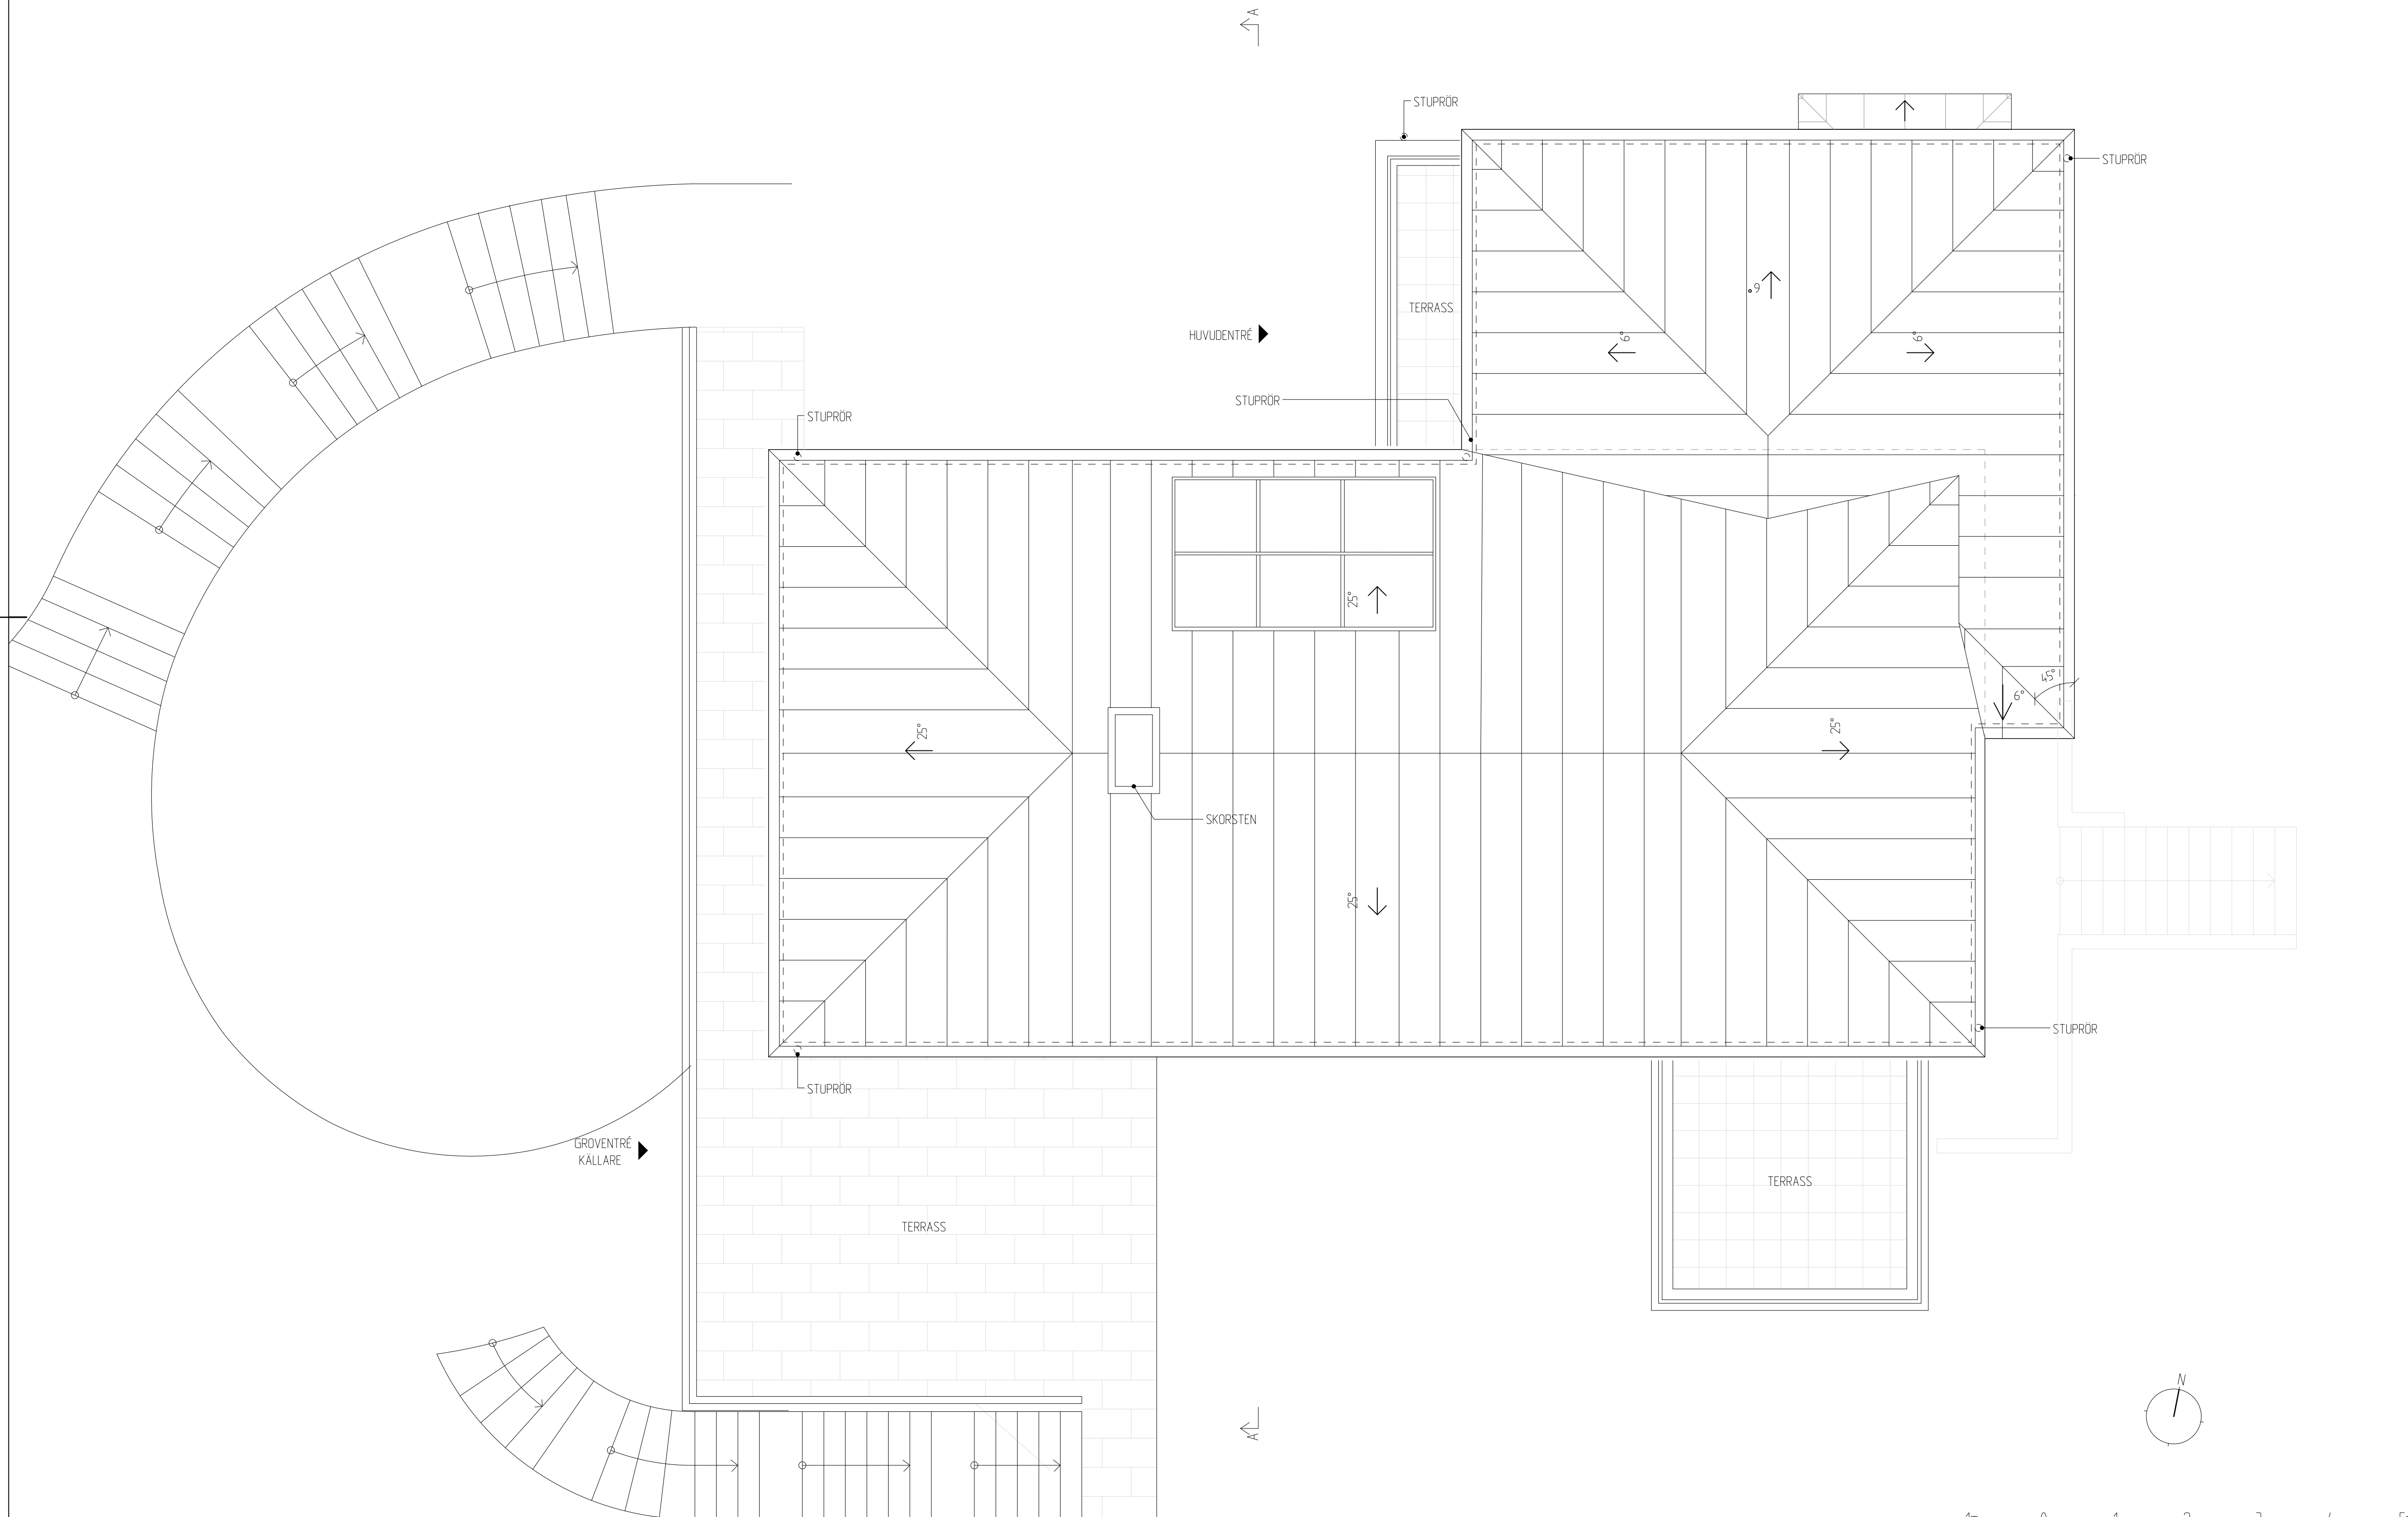 A
STUPRÖR
STUPRÖR
TERRASS
6°
HUVUDENTRÉ
6°
6°
STUPRÖR
STUPRÖR
25°
45°
6°
25°
25°
SKORSTEN
25°
STUPRÖR
STUPRÖR
GROVENTRÉ
KÄLLARE
TERRASS
TERRASS
N
A